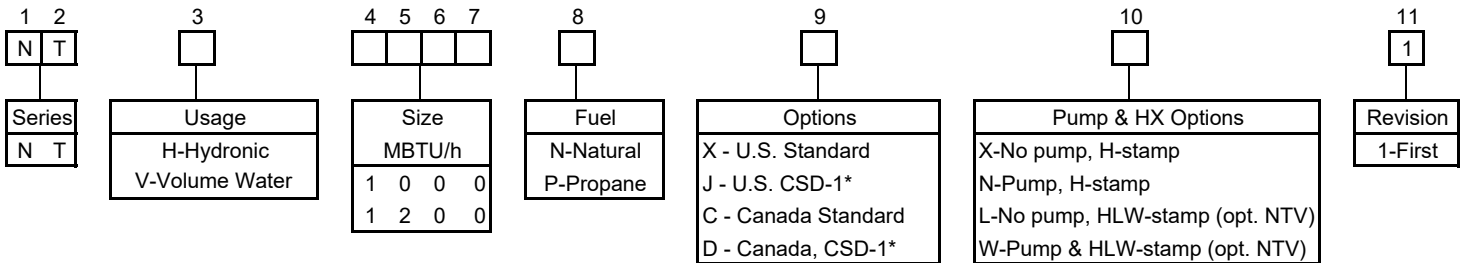 1 2 3 4 5 6 7 8 9 10 11
N T 1
Series Usage Size Fuel Options Pump & HX Options Revision
N T H-Hydronic MBTU/h N-Natural X - U.S. Standard X-No pump, H-stamp 1-First
V-Volume Water 1 0 0 0 P-Propane J - U.S. CSD-1* N-Pump, H-stamp
1 2 0 0 C - Canada Standard L-No pump, HLW-stamp (opt. NTV)
D - Canada, CSD-1* W-Pump & HLW-stamp (opt. NTV)